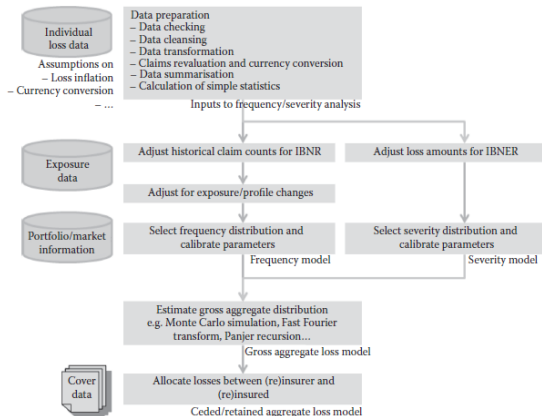 Individual
loss data
Assumptions on
– Loss inflation
– Currency conversion
– ...
Data preparation
– Data checking
– Data cleansing
– Data transformation
– Claims revaluation and currency conversion
– Data summarisation
– Calculation of simple statistics
Inputs to frequency/severity analysis
Exposure
data
Adjust historical claim counts for IBNR
Adjust loss amounts for IBNER
Adjust for exposure/profile changes
Portfolio/market
information
Select frequency distribution and
calibrate parameters
Frequency model
Select severity distribution and
calibrate parameters
Severity model
Estimate gross aggregate distribution
e.g. Monte Carlo simulation, Fast Fourier
transform, Panjer recursion...
Gross aggregate loss model
Cover
data
Allocate losses between (re)insurer and
(re)insured
Ceded/retained aggregate loss model